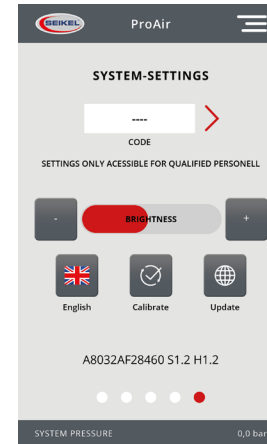 SEIKEL ProAir
SYSTEM-SETTINGS
----
CODE
SETTINGS ONLY ACESSIBLE FOR QUALIFIED PERSONELL
- BRIGHTNESS +
English Calibrate Update
A8032AF28460 S1.2 H1.2
SYSTEM PRESSURE 0,0 bar